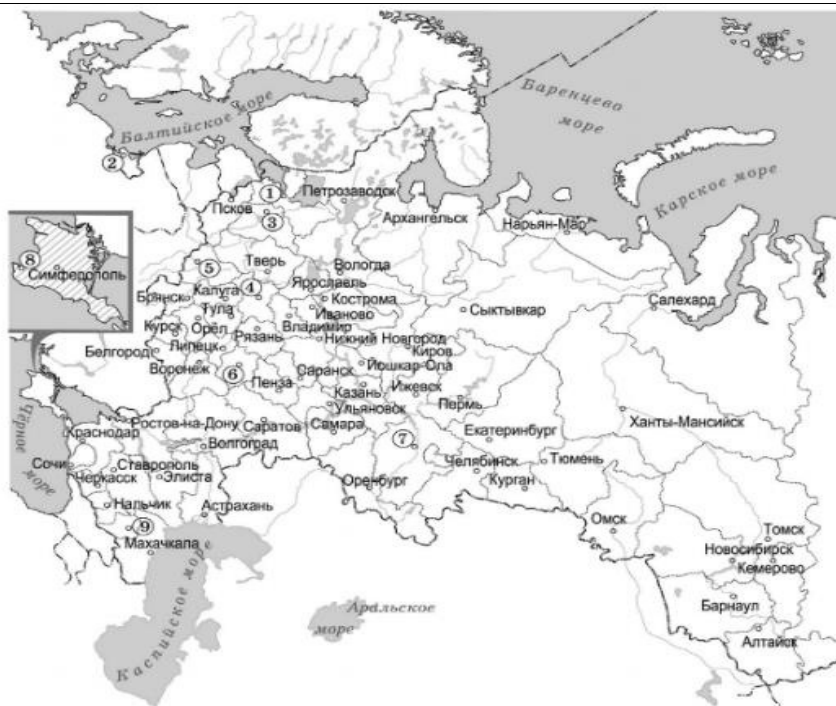 Баренцево
море
Балтийское море
Карское море
2
1
Петрозаводск
Псков
3
Архангельск
Нарьян-Мар
8
Симферополь
5
Тверь
Вологда
Ярославль
4
Калуга
Брянск
Кострома
Салехард
Тула
Иваново
Сыктывкар
Курск
Орёл
Владимир
Рязань
Нижний Новгород
Белгород
Липецк
Киров
Йошкар-Ола
Воронеж
6
Саранск
Пенза
Казань
Ижевск
Ульяновск
Пермь
Чёрное
море
Ростов-на-Дону
Саратов
Самара
Ханты-Мансийск
Краснодар
Волгоград
7
Екатеринбург
Сочи
Ставрополь
Черкасск
Элиста
Челябинск
Тюмень
Оренбург
Курган
Нальчик
Астрахань
9
Махачкала
Омск
Томск
Новосибирск
Кемерово
Каспийское море
Аральское
море
Барнаул
Алтайск